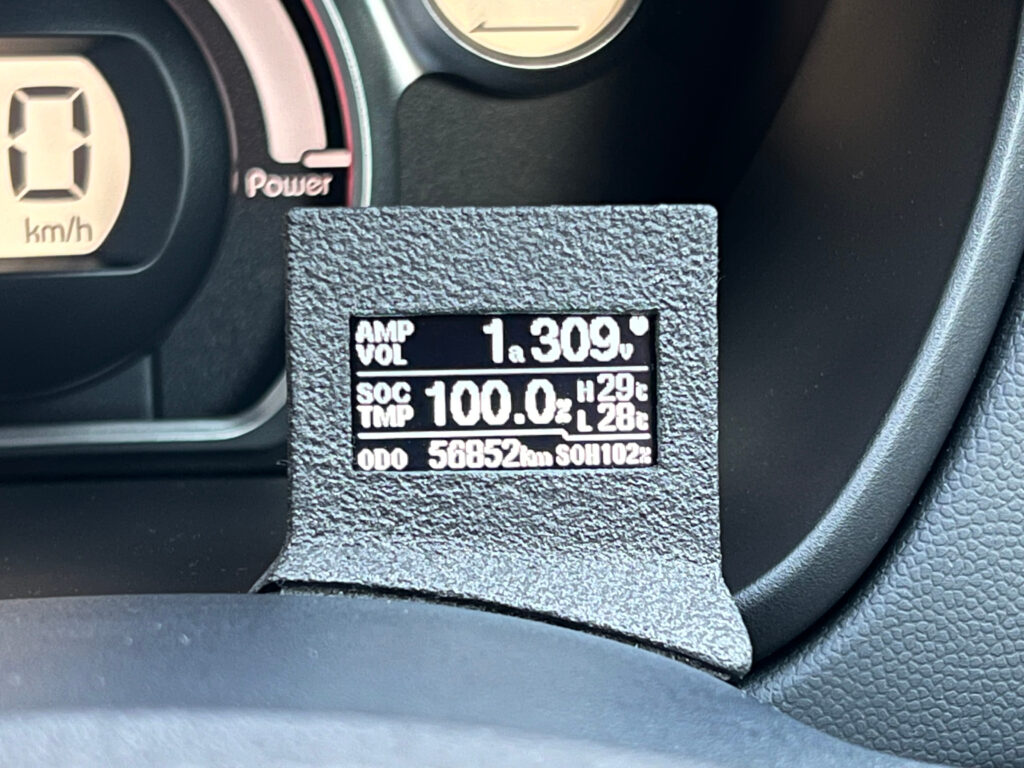 0
km/h
Power
AMP VOL 1a 309v
SOC TMP 100.0% H 29℃ L 28℃
ODO 56852km SOH102%